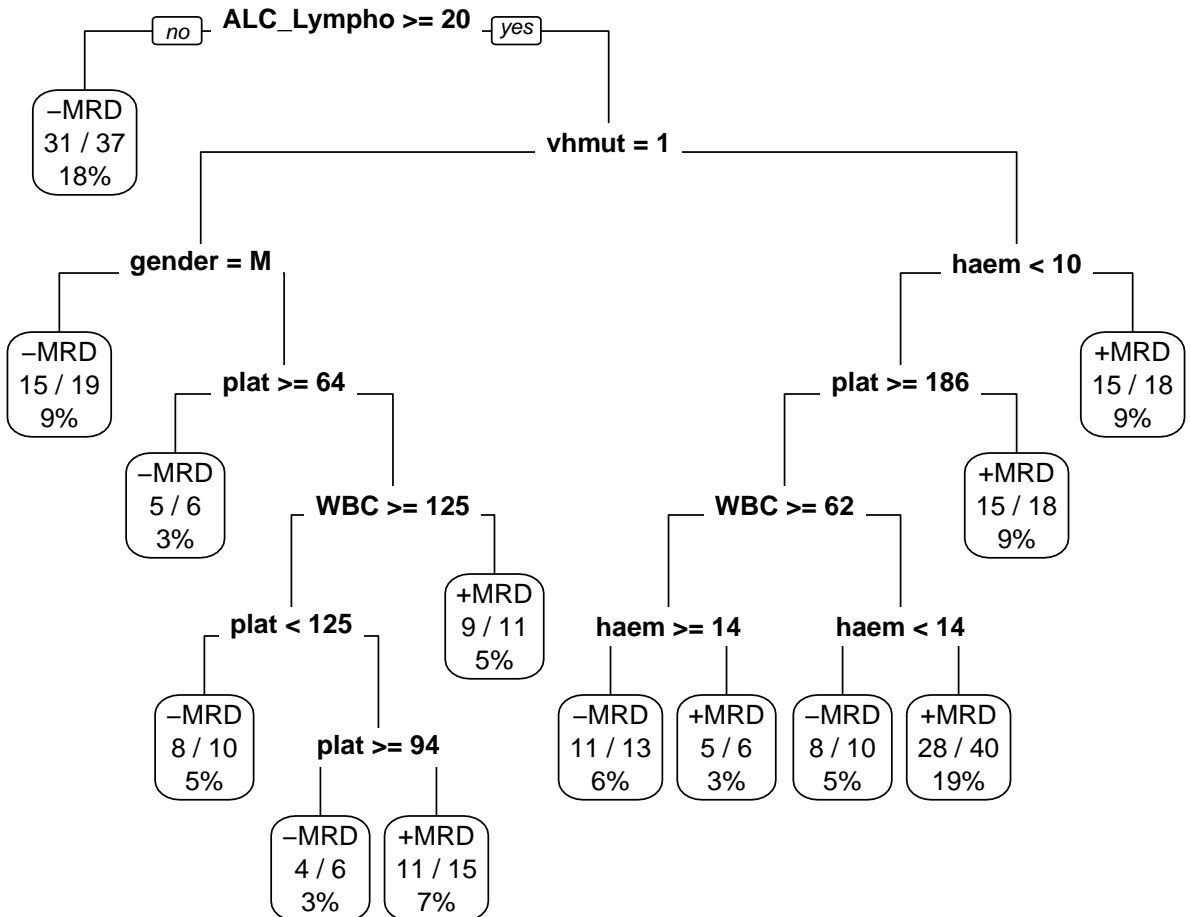 ALC_Lympho >= 20
no
yes
–MRD
31 / 37
18%
vhmut = 1
gender = M
haem < 10
–MRD
15 / 19
9%
plat >= 64
plat >= 186
+MRD
15 / 18
9%
–MRD
5 / 6
3%
WBC >= 125
WBC >= 62
+MRD
15 / 18
9%
plat < 125
+MRD
9 / 11
5%
haem >= 14
haem < 14
–MRD
8 / 10
5%
plat >= 94
–MRD
11 / 13
6%
+MRD
5 / 6
3%
–MRD
8 / 10
5%
+MRD
28 / 40
19%
–MRD
4 / 6
3%
+MRD
11 / 15
7%